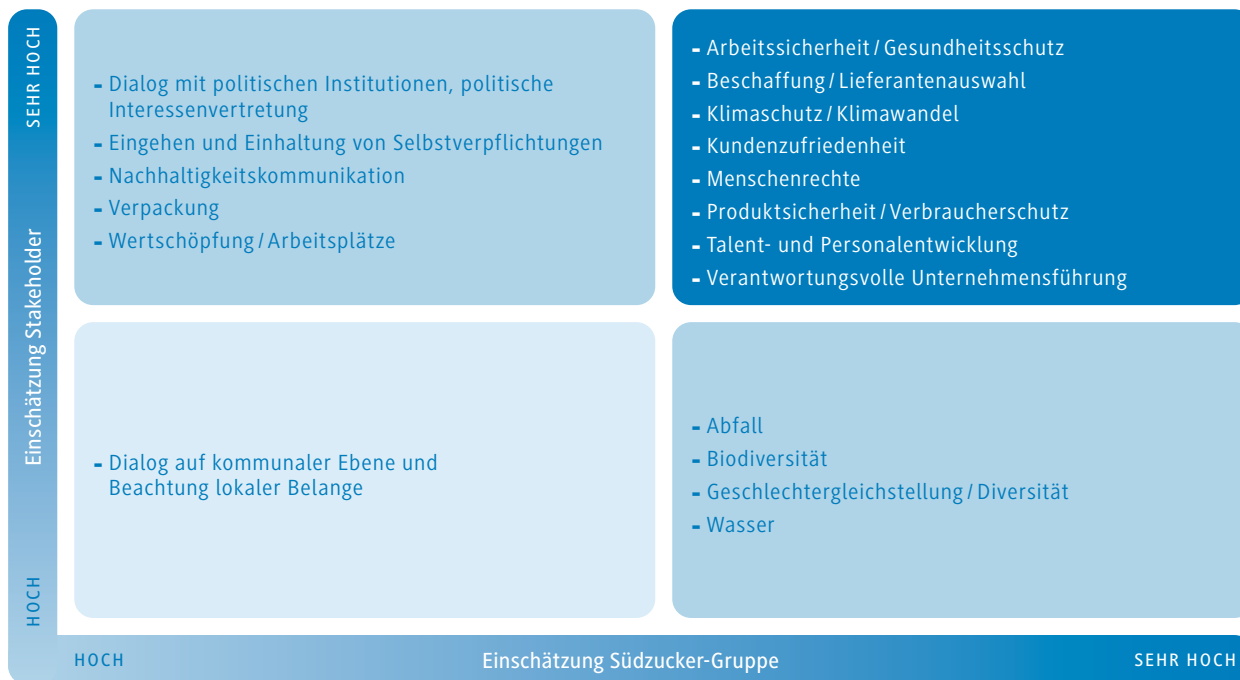 SEHR HOCH
Einschätzung Stakeholder
HOCH
- Dialog mit politischen Institutionen, politische
Interessenvertretung
- Eingehen und Einhaltung von Selbstverpflichtungen
- Nachhaltigkeitskommunikation
- Verpackung
- Wertschöpfung / Arbeitsplätze
- Arbeitssicherheit / Gesundheitsschutz
- Beschaffung / Lieferantenauswahl
- Klimaschutz / Klimawandel
- Kundenzufriedenheit
- Menschenrechte
- Produktsicherheit / Verbraucherschutz
- Talent- und Personalentwicklung
- Verantwortungsvolle Unternehmensführung
- Dialog auf kommunaler Ebene und
Beachtung lokaler Belange
- Abfall
- Biodiversität
- Geschlechtergleichstellung / Diversität
- Wasser
HOCH
Einschätzung Südzucker-Gruppe
SEHR HOCH